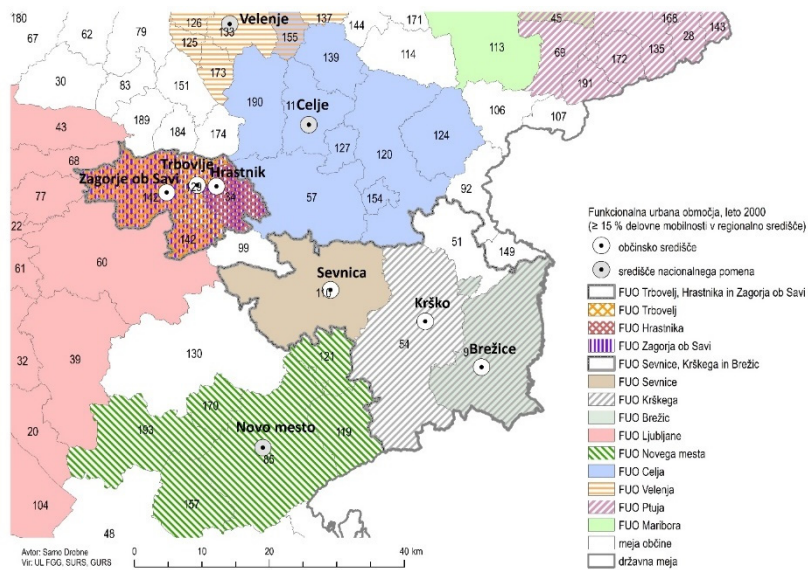 180
67
62
79
126
133
125
173
Velenje
155
137
144
171
114
113
45
69
168
28
143
135
172
191
30
83
151
139
43
189
184
174
190
11
Celje
127
120
124
106
107
68
77
22
Zagorje ob Savi
142
Trbovlje
129
Hrastnik
34
142
57
154
92
61
60
99
51
149
Sevnica
110
Krško
54
Brežice
9
32
39
130
121
20
193
170
Novo mesto
85
119
104
157
48
Funkcionalna urbana območja, leto 2000
(≥ 15 % delovne mobilnosti v regionalno središče)
občinsko središče
središče nacionalnega pomena
FUO Trbovelj, Hrastnika in Zagorja ob Savi
FUO Trbovelj
FUO Hrastnika
FUO Zagorja ob Savi
FUO Sevnice, Krškega in Brežic
FUO Sevnice
FUO Krškega
FUO Brežic
FUO Ljubljane
FUO Novega mesta
FUO Celja
FUO Velenja
FUO Ptuja
FUO Maribora
meja občine
državna meja
Avtor: Samo Drobne
Vir: UL FGG, SURS, GURS
0 10 20 40 km